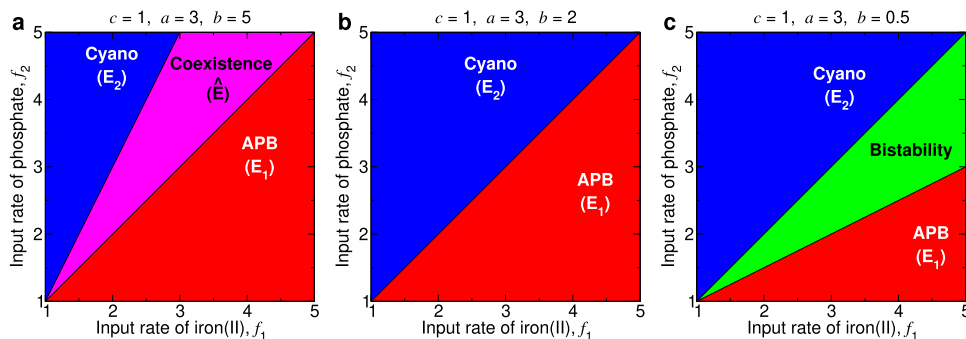 a
c = 1, a = 3, b = 5
Input rate of phosphate, f₂
5
4
3
2
1
Cyano
(E₂)
Coexistence
(Ê)
APB
(E₁)
1 2 3 4 5
Input rate of iron(II), f₁
b
c = 1, a = 3, b = 2
Input rate of phosphate, f₂
5
4
3
2
1
Cyano
(E₂)
APB
(E₁)
1 2 3 4 5
Input rate of iron(II), f₁
c
c = 1, a = 3, b = 0.5
Input rate of phosphate, f₂
5
4
3
2
1
Cyano
(E₂)
Bistability
APB
(E₁)
1 2 3 4 5
Input rate of iron(II), f₁